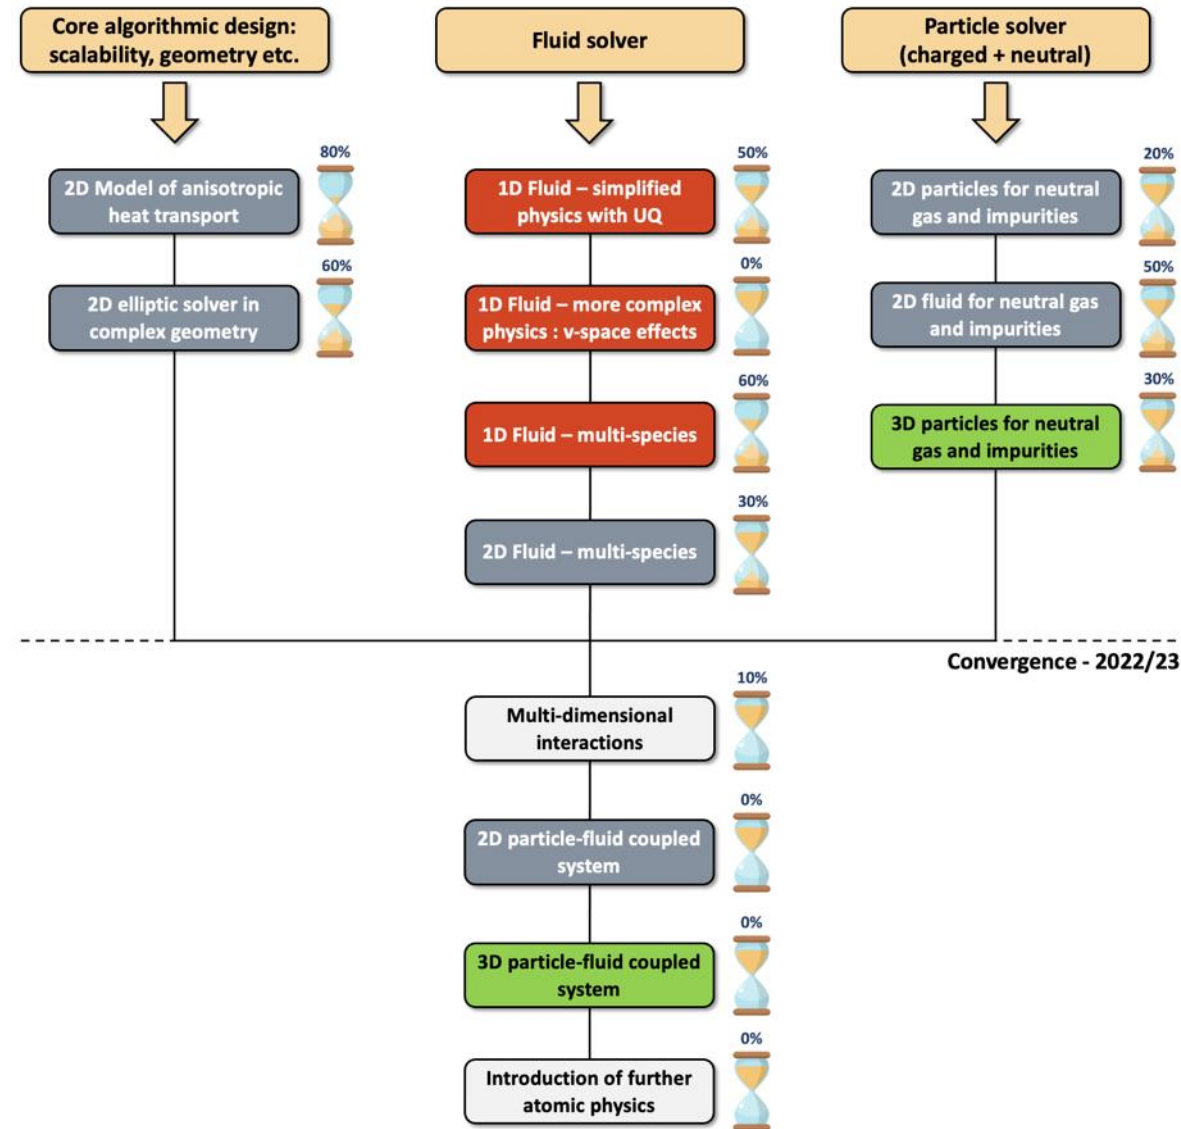 Core algorithmic design:
scalability, geometry etc.
Fluid solver
Particle solver
(charged + neutral)
80%
2D Model of anisotropic
heat transport
60%
2D elliptic solver in
complex geometry
50%
1D Fluid – simplified
physics with UQ
0%
1D Fluid – more complex
physics : v-space effects
60%
1D Fluid – multi-species
30%
2D Fluid – multi-species
20%
2D particles for neutral
gas and impurities
50%
2D fluid for neutral gas
and impurities
30%
3D particles for neutral
gas and impurities
Convergence - 2022/23
10%
Multi-dimensional
interactions
0%
2D particle-fluid coupled
system
0%
3D particle-fluid coupled
system
0%
Introduction of further
atomic physics